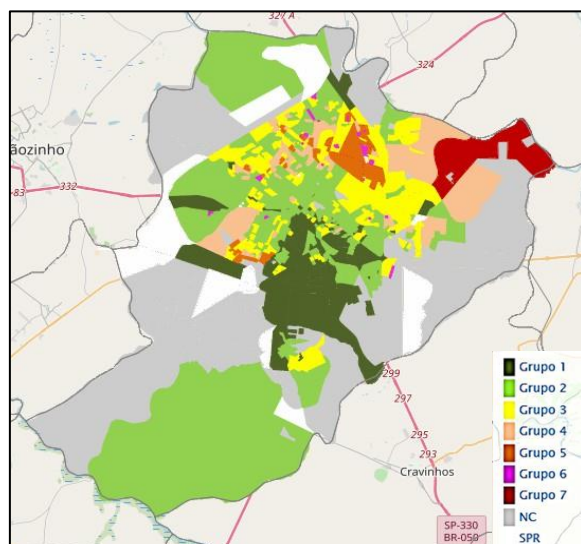 327 A
324
ãozinho
83
332
299
297
295
293
Cravinhos
SP-330
BR-050
Grupo 1
Grupo 2
Grupo 3
Grupo 4
Grupo 5
Grupo 6
Grupo 7
NC
SPR